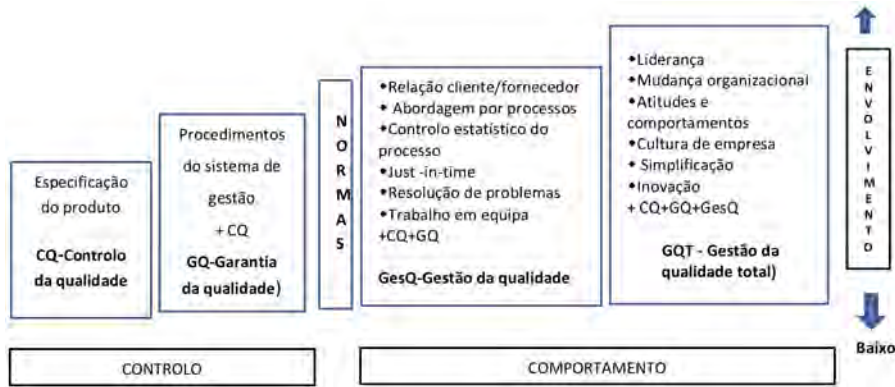 Especificação
do produto
CQ-Controlo
da qualidade
Procedimentos
do sistema de
gestão
+ CQ
GQ-Garantia
da qualidade)
N
O
R
M
A
S
•Relação cliente/fornecedor
• Abordagem por processos
•Controlo estatístico do
processo
•Just -in-time
•Resolução de problemas
•Trabalho em equipa
+CQ+GQ
GesQ-Gestão da qualidade
•Liderança
•Mudança organizacional
•Atitudes e
comportamentos
•Cultura de empresa
• Simplificação
•Inovação
+ CQ+GQ+GesQ
GQT - Gestão da
qualidade total)
E
N
V
O
L
V
I
M
E
N
T
O
Baixo
CONTROLO
COMPORTAMENTO